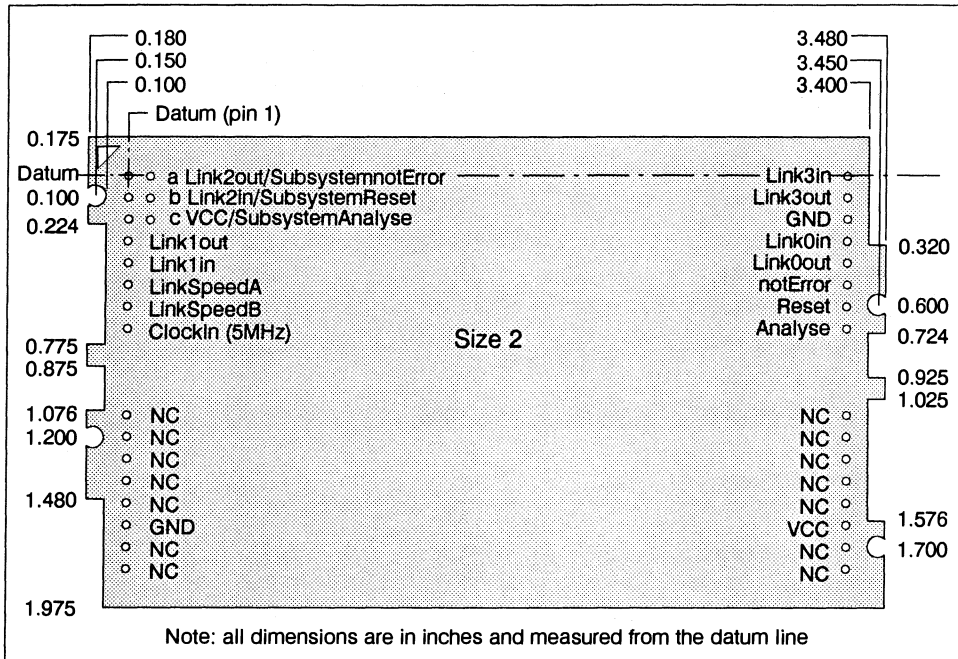 0.180 3.480
0.150 3.450
0.100 3.400
Datum (pin 1)
0.175
Datum a Link2out/SubsystemnotError Link3in
0.100 b Link2in/SubsystemReset Link3out
0.224 c VCC/SubsystemAnalyse GND
Link1out Link0in 0.320
Link1in Link0out
LinkSpeedA notError
LinkSpeedB Reset 0.600
ClockIn (5MHz) Size 2 Analyse 0.724
0.775
0.875 0.925
1.025
1.076 NC NC
1.200 NC NC
NC NC
NC NC
1.480 NC NC
GND VCC 1.576
NC NC 1.700
NC NC
1.975
Note: all dimensions are in inches and measured from the datum line